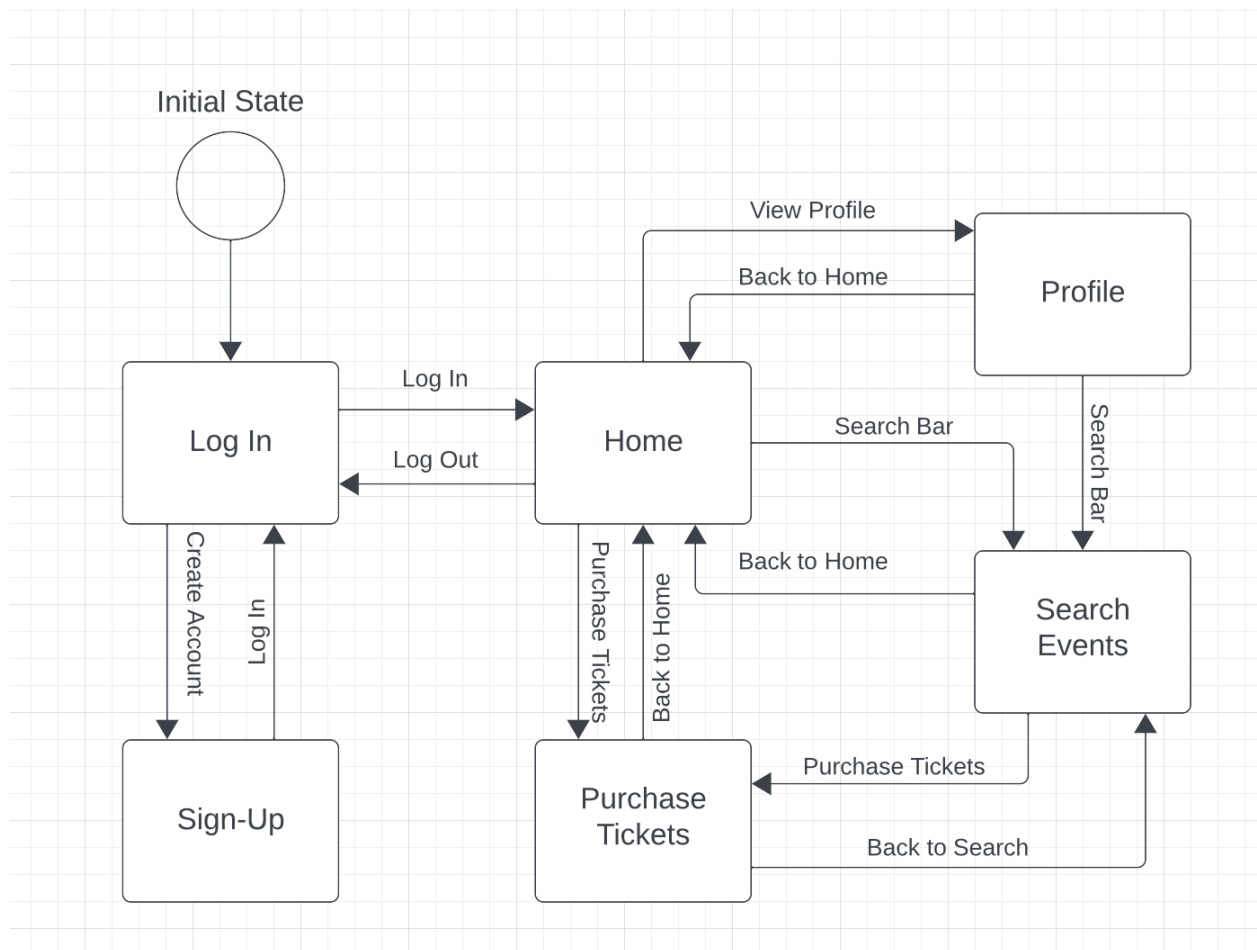 Initial State
View Profile
Back to Home
Profile
Log In
Log In
Log Out
Home
Search Bar
Search Bar
Create Account
Log In
Purchase Tickets
Back to Home
Back to Home
Search
Events
Purchase Tickets
Sign-Up
Purchase
Tickets
Back to Search